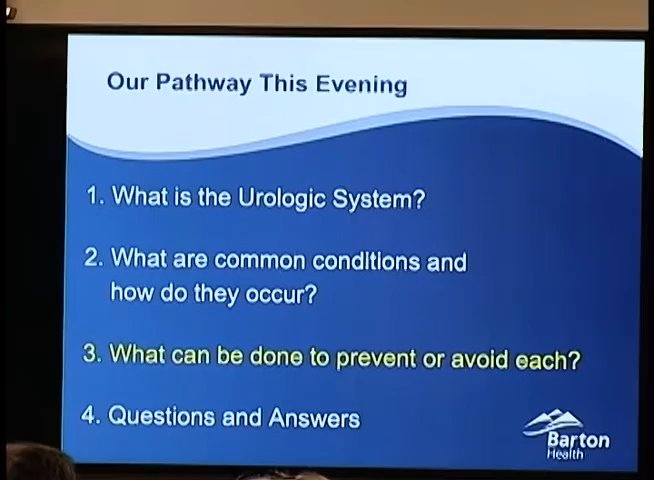 Our Pathway This Evening
1. What is the Urologic System?
2. What are common conditions and
how do they occur?
3. What can be done to prevent or avoid each?
4. Questions and Answers
Barton
Health